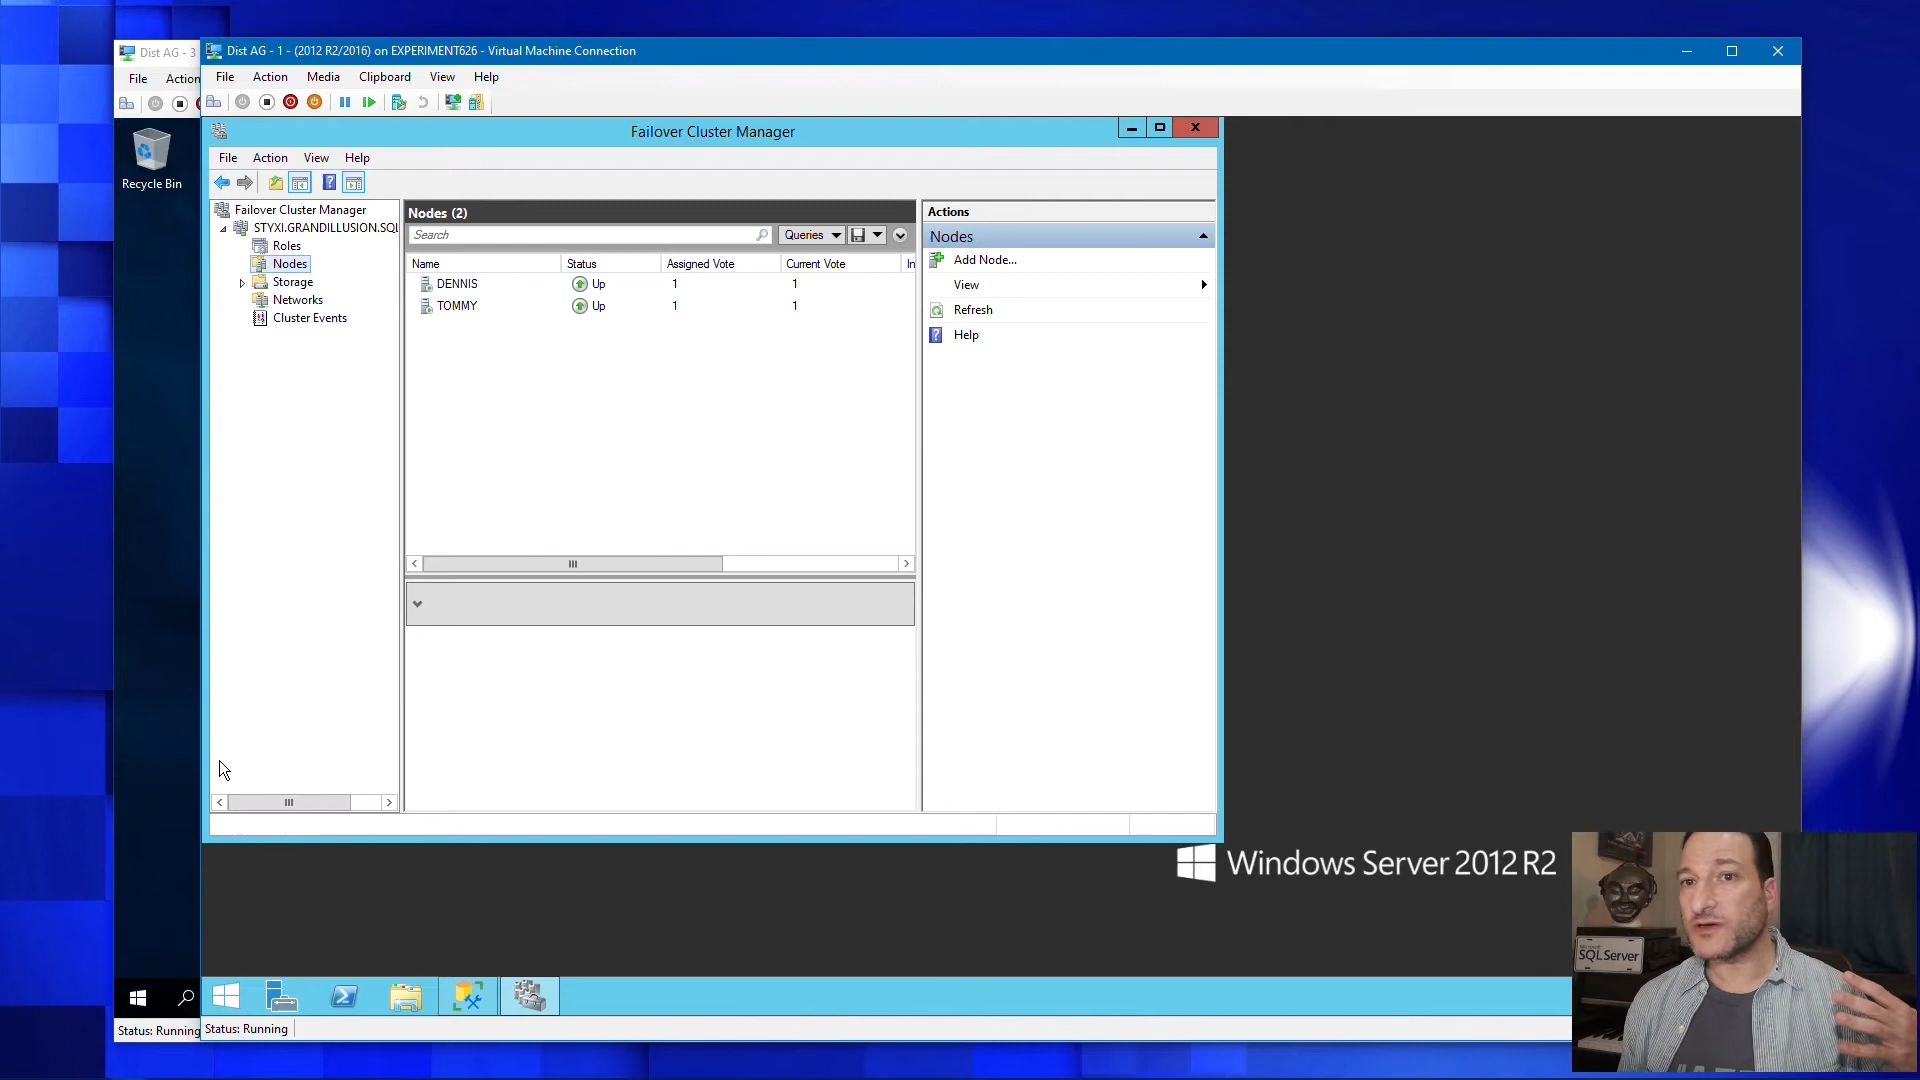 Dist AG - 3
Dist AG - 1 - (2012 R2/2016) on EXPERIMENT626 - Virtual Machine Connection
File Action
File Action Media Clipboard View Help
Recycle Bin
Failover Cluster Manager
File Action View Help
Failover Cluster Manager
STYXI.GRANDILLUSION.SQL
Roles
Nodes
Storage
Networks
Cluster Events
Nodes (2)
Search
Queries
Name Status Assigned Vote Current Vote In
DENNIS Up 1 1
TOMMY Up 1 1
Actions
Nodes
Add Node...
View
Refresh
Help
Windows Server 2012 R2
Microsoft
SQL Server
Status: Running
Status: Running